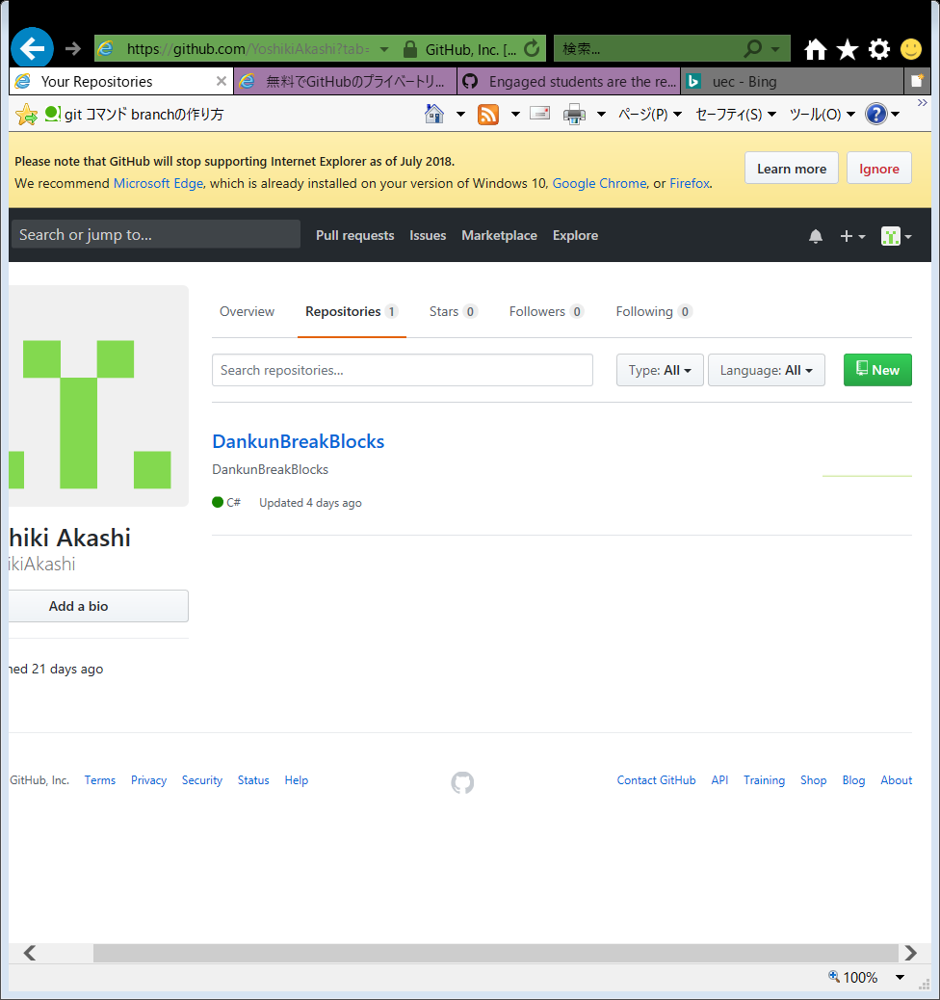 https://github.com/YoshikiAkashi?tab= GitHub, Inc. [... 検索...
Your Repositories 無料でGitHubのプライベートリ... Engaged students are the re... uec - Bing
git コマンド branchの作り方 ページ(P) セーフティ(S) ツール(O)
Please note that GitHub will stop supporting Internet Explorer as of July 2018.
We recommend Microsoft Edge, which is already installed on your version of Windows 10, Google Chrome, or Firefox.
Learn more Ignore
Search or jump to... Pull requests Issues Marketplace Explore
Overview Repositories 1 Stars 0 Followers 0 Following 0
Search repositories... Type: All Language: All New
DankunBreakBlocks
DankunBreakBlocks
C# Updated 4 days ago
hiki Akashi
ikiAkashi
Add a bio
ned 21 days ago
GitHub, Inc. Terms Privacy Security Status Help Contact GitHub API Training Shop Blog About
100%